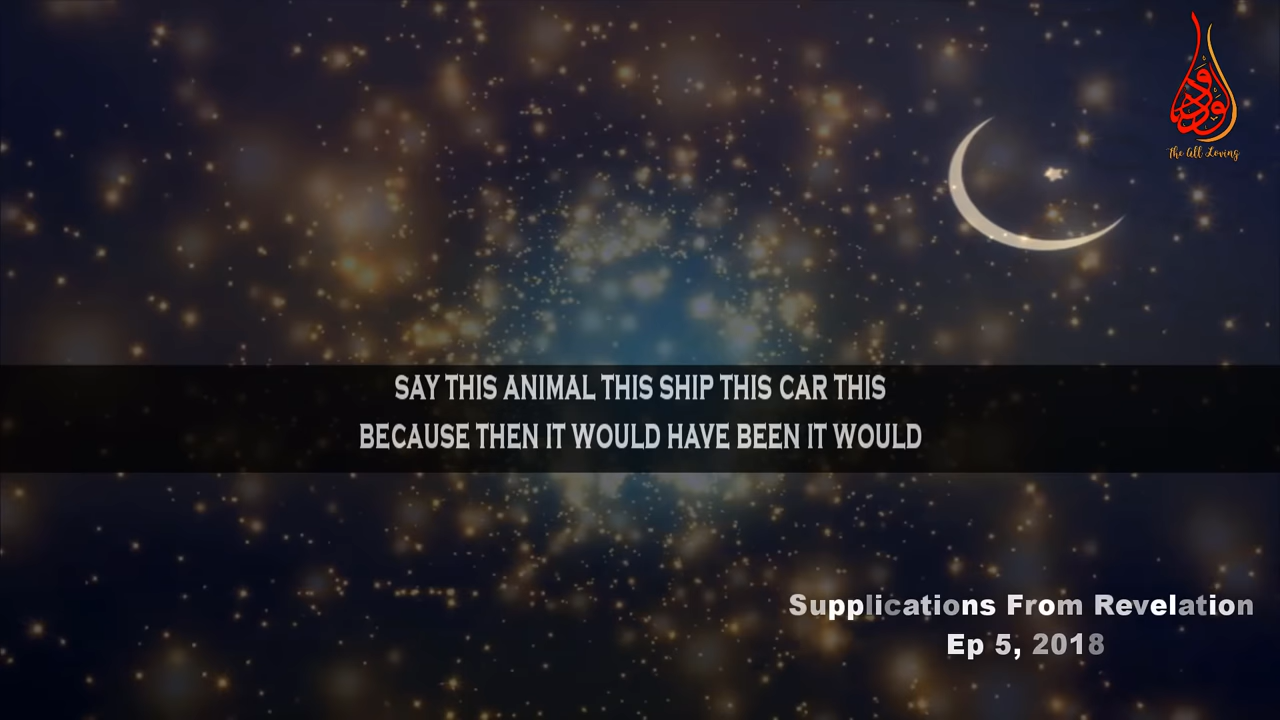 الودود
The All Loving
SAY THIS ANIMAL THIS SHIP THIS CAR THIS
BECAUSE THEN IT WOULD HAVE BEEN IT WOULD
Supplications From Revelation
Ep 5, 2018